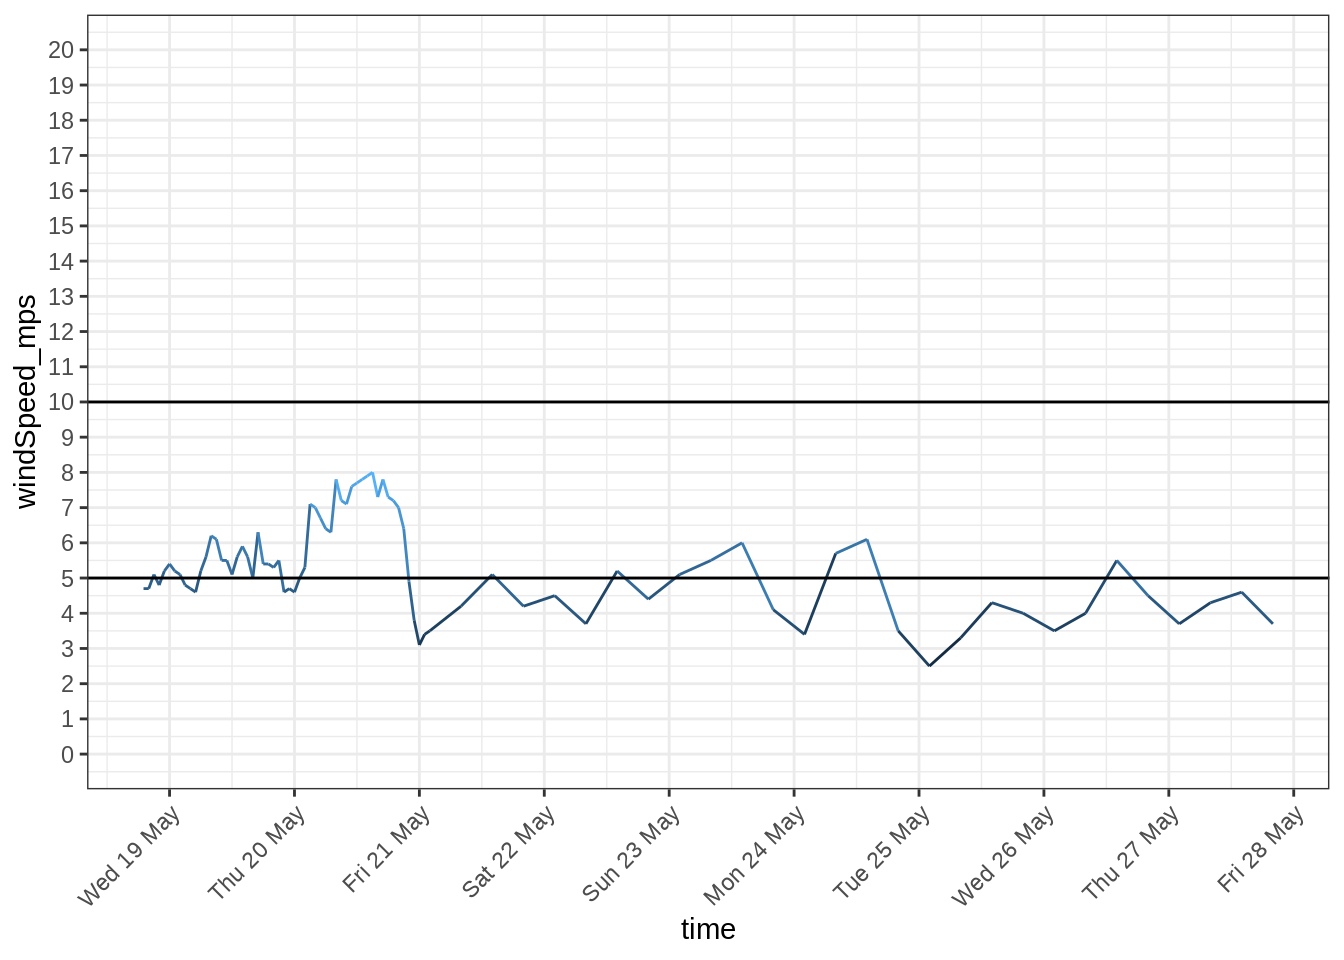 windSpeed_mps
20
19
18
17
16
15
14
13
12
11
10
9
8
7
6
5
4
3
2
1
0
Wed 19 May
Thu 20 May
Fri 21 May
Sat 22 May
Sun 23 May
Mon 24 May
Tue 25 May
Wed 26 May
Thu 27 May
Fri 28 May
time